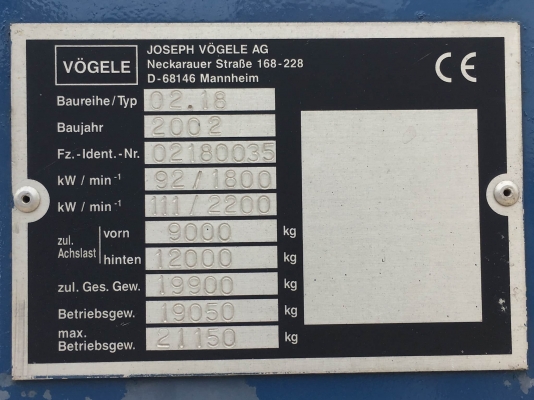 VÖGELE
JOSEPH VÖGELE AG
Neckarauer Straße 168-228
D-68146 Mannheim
CE
Baureihe/Typ 02.18
Baujahr 2002
Fz.-Ident.-Nr. 02180035
kW / min⁻¹ 92/1800
kW / min⁻¹ 111/2200
zul. Achslast vorn 9000 kg
hinten 12000 kg
zul. Ges. Gew. 19900 kg
Betriebsgew. 19050 kg
max. Betriebsgew. 21150 kg